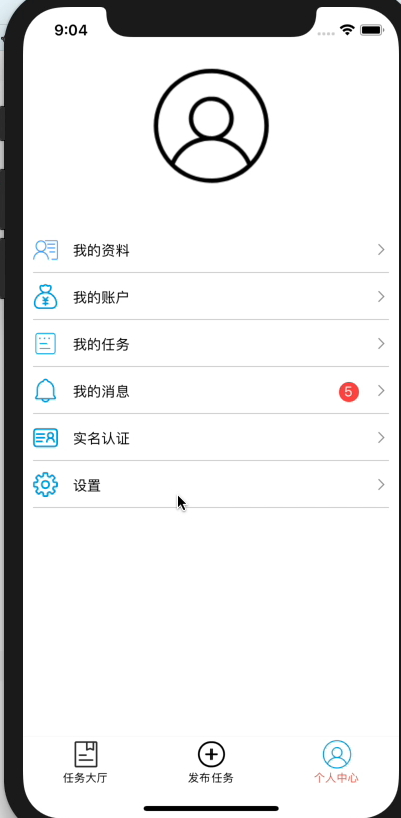 9:04
我的资料
我的账户
我的任务
我的消息 5
实名认证
设置
任务大厅 发布任务 个人中心